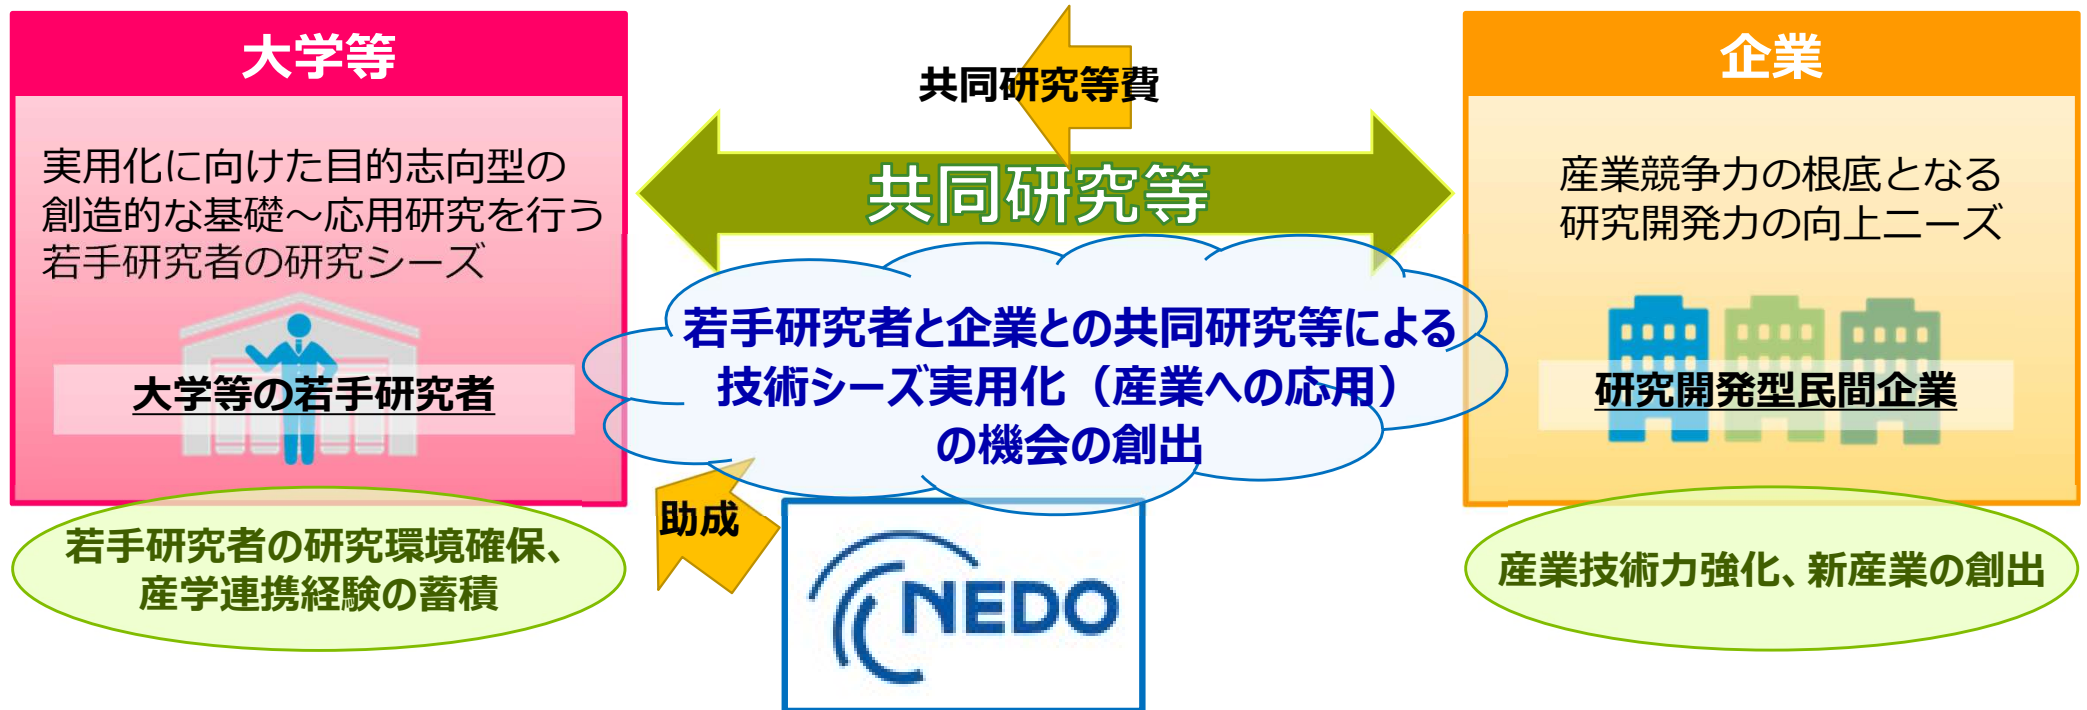 大学等
実用化に向けた目的志向型の
創造的な基礎～応用研究を行う
若手研究者の研究シーズ
大学等の若手研究者
若手研究者の研究環境確保、
産学連携経験の蓄積
共同研究等費
共同研究等
若手研究者と企業との共同研究等による
技術シーズ実用化（産業への応用）
の機会の創出
助成
NEDO
企業
産業競争力の根底となる
研究開発力の向上ニーズ
研究開発型民間企業
産業技術力強化、新産業の創出